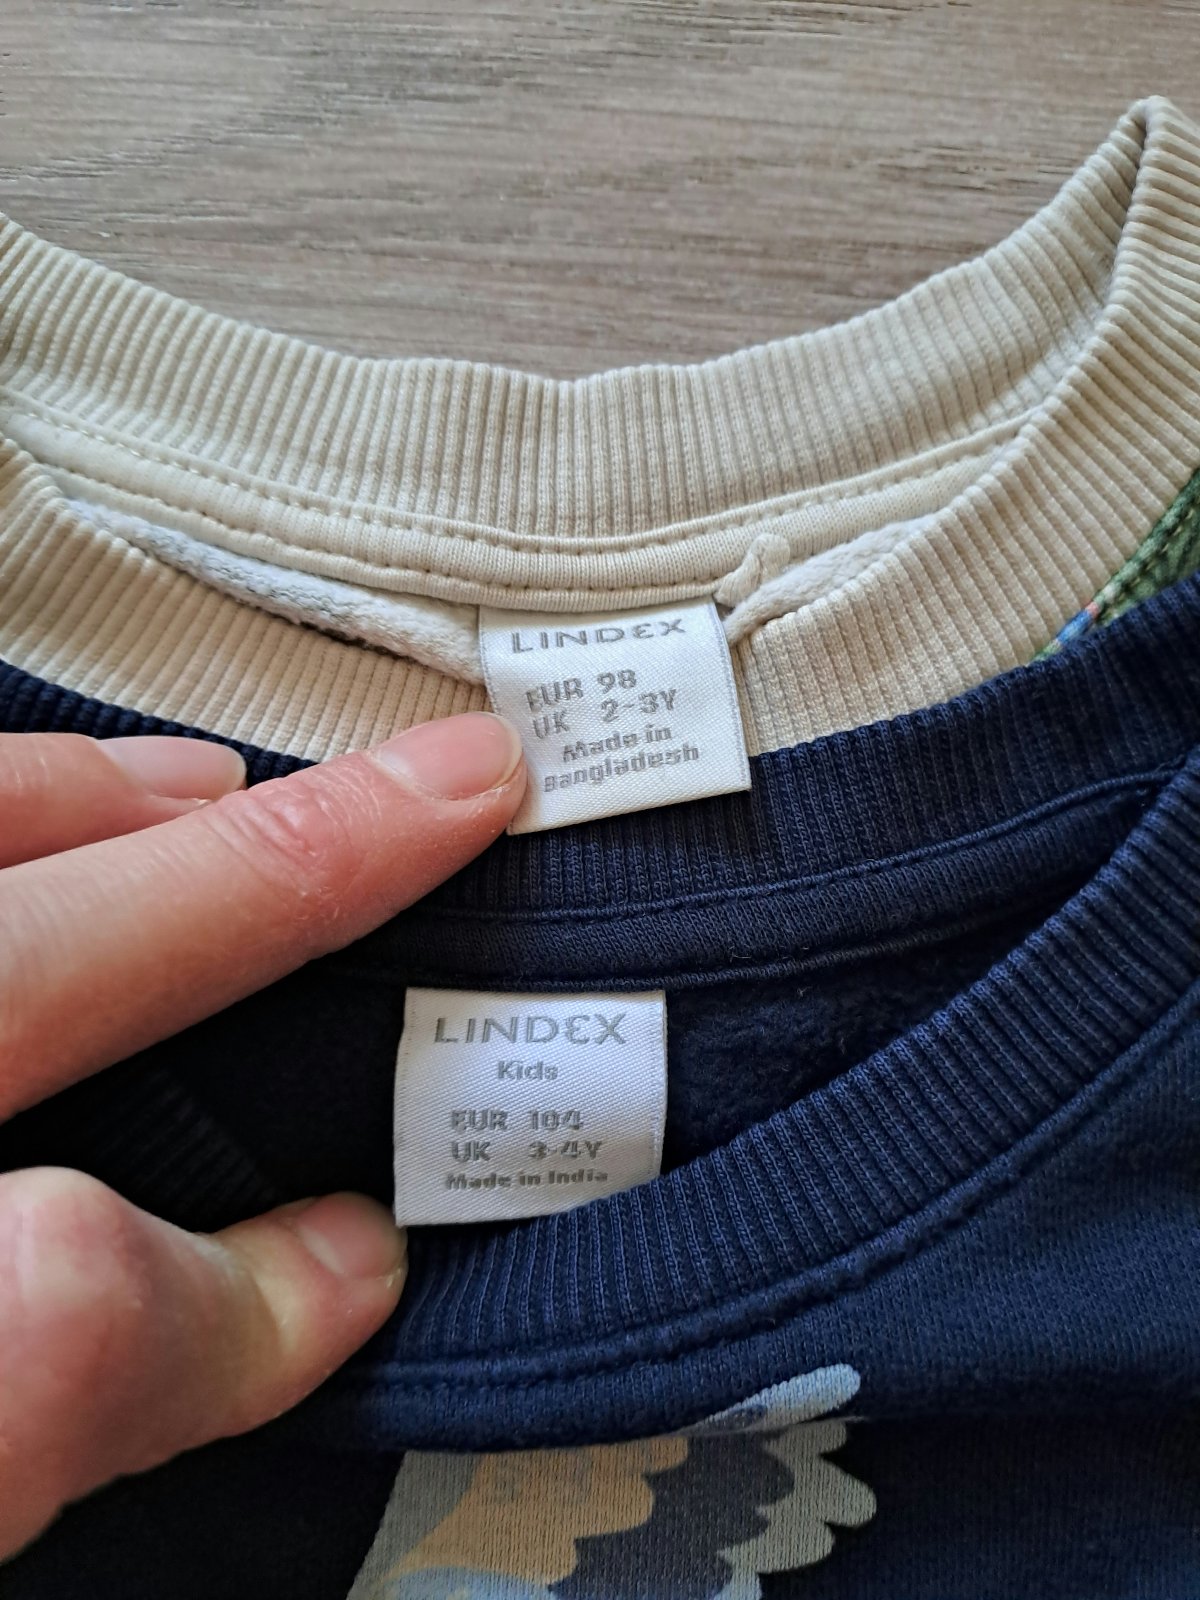 LINDEX
EUR 98
UK 2-3Y
Made in
Bangladesh
LINDEX
Kids
EUR 104
UK 3-4Y
Made in India